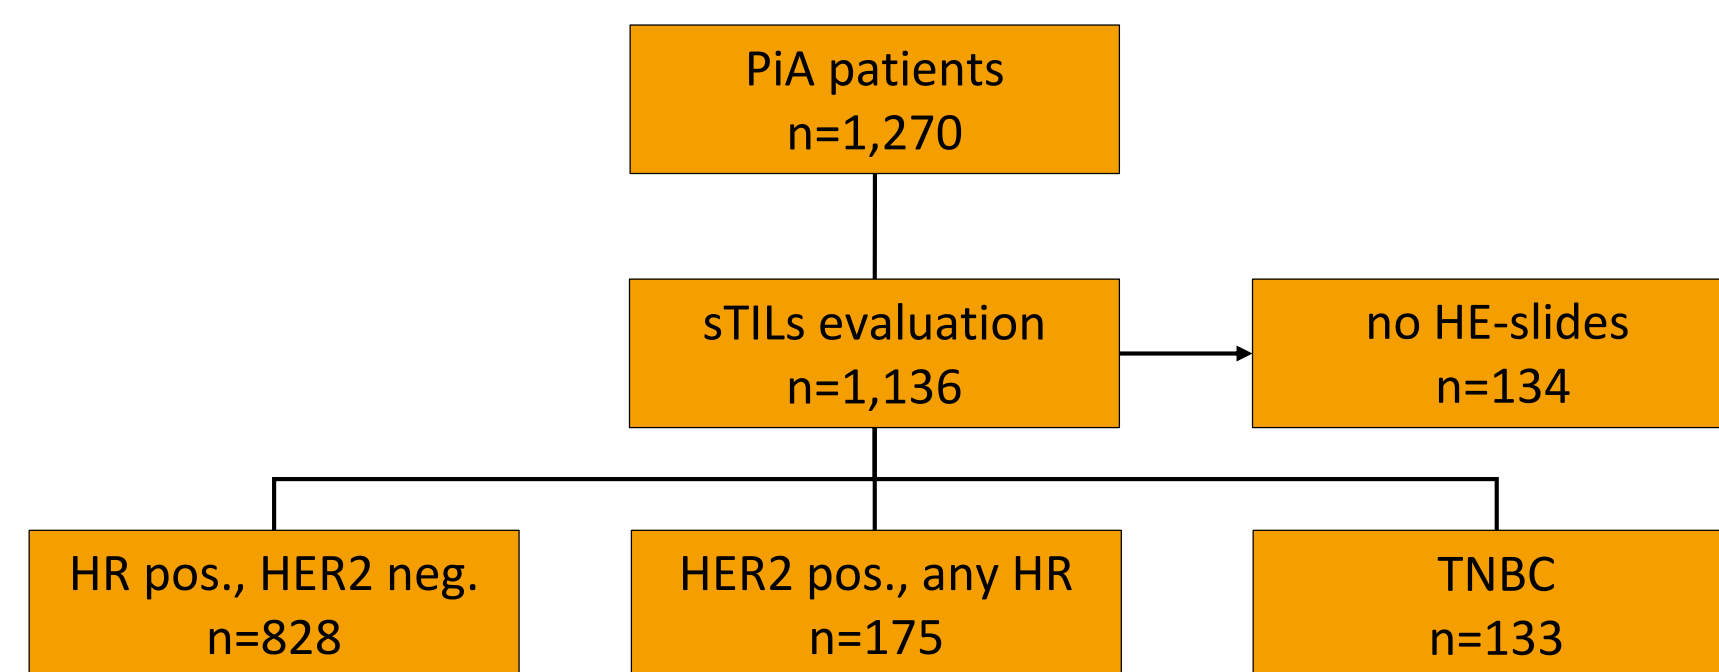 PiA patients
n=1,270
sTILs evaluation
n=1,136
no HE-slides
n=134
HR pos., HER2 neg.
n=828
HER2 pos., any HR
n=175
TNBC
n=133